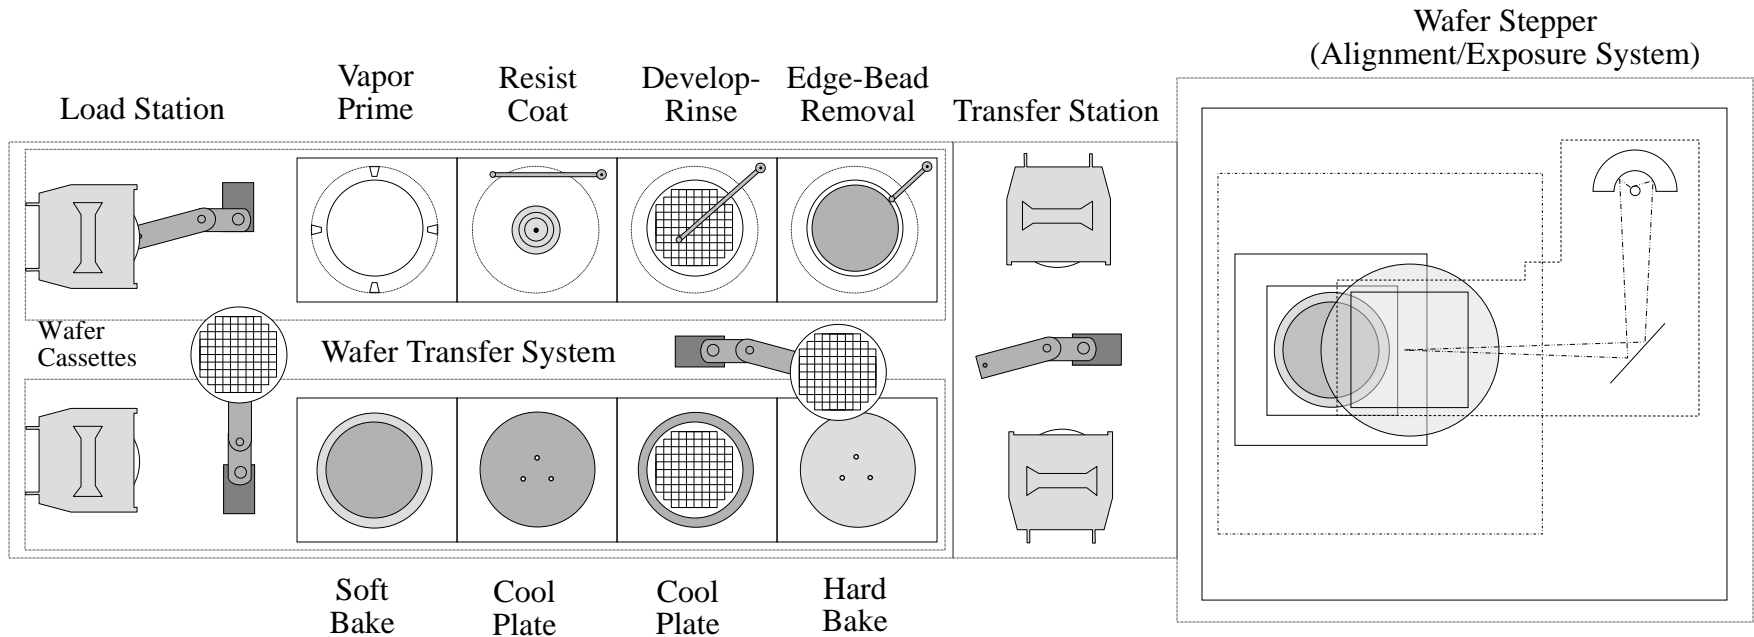 Wafer Stepper
(Alignment/Exposure System)
Load Station
Vapor
Prime
Resist
Coat
Develop-
Rinse
Edge-Bead
Removal
Transfer Station
Wafer
Cassettes
Wafer Transfer System
Soft
Bake
Cool
Plate
Cool
Plate
Hard
Bake